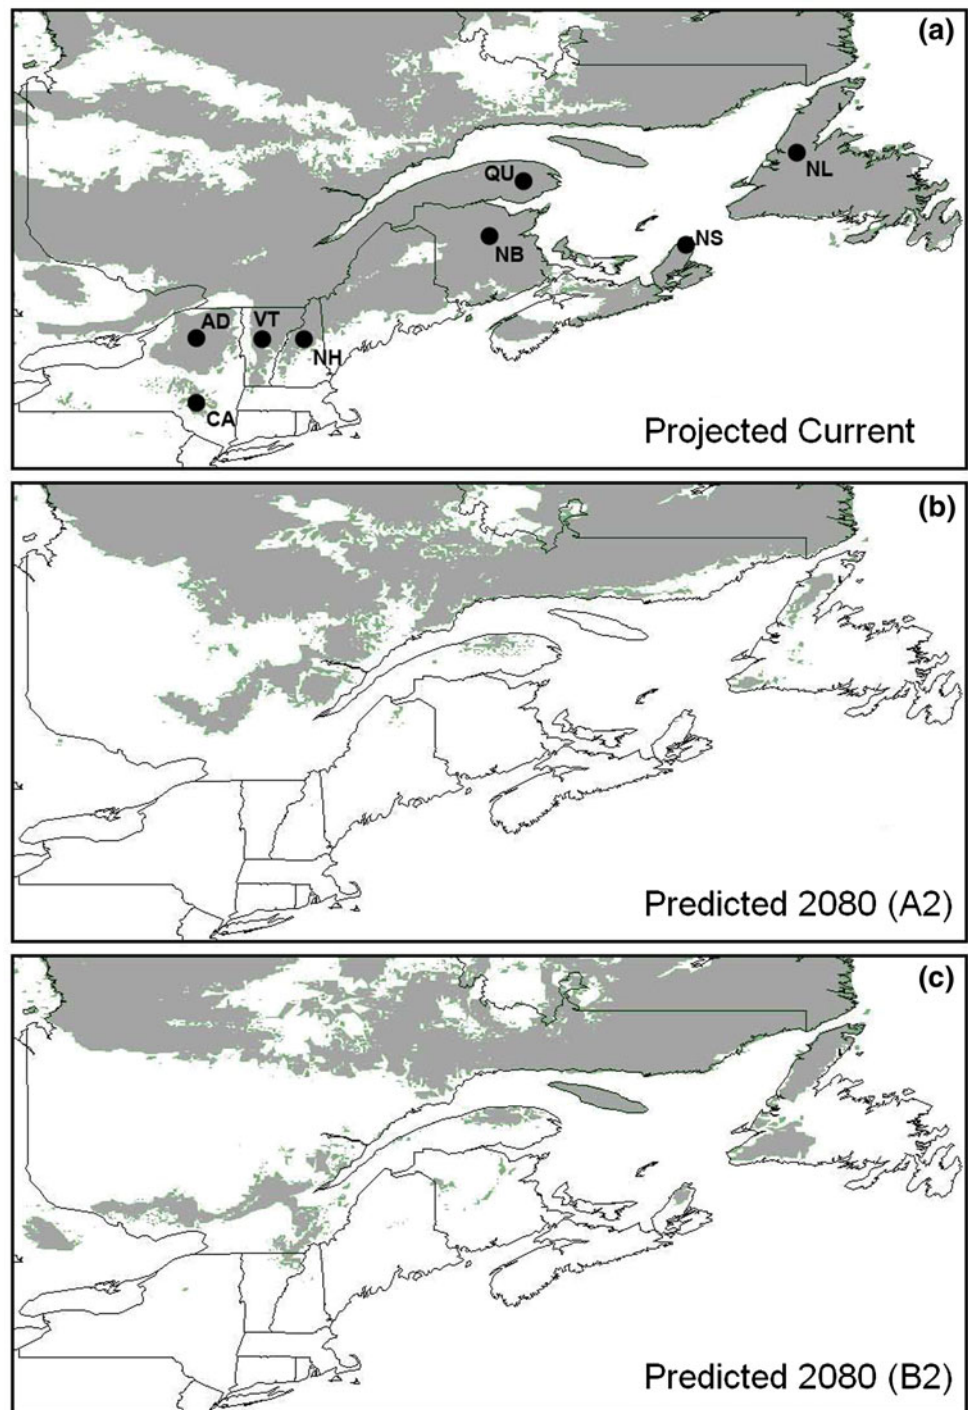 (a)
QU
NL
NB
NS
AD
VT
NH
CA
Projected Current
(b)
Predicted 2080 (A2)
(c)
Predicted 2080 (B2)